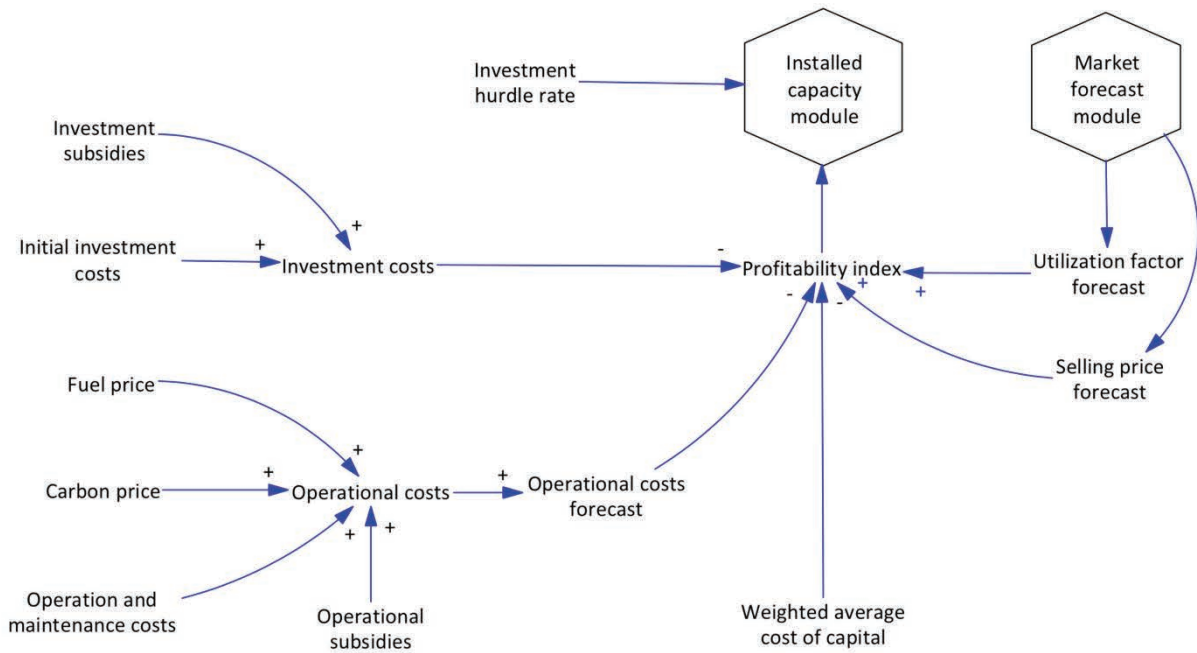 Investment
hurdle rate
Installed
capacity
module
Market
forecast
module
Investment
subsidies
+
Initial investment
costs
+
Investment costs
-
Profitability index
Utilization factor
forecast
+
+
-
-
Selling price
forecast
Fuel price
+
Carbon price
+
Operational costs
+
Operational costs
forecast
+
+
Operation and
maintenance costs
Operational
subsidies
Weighted average
cost of capital